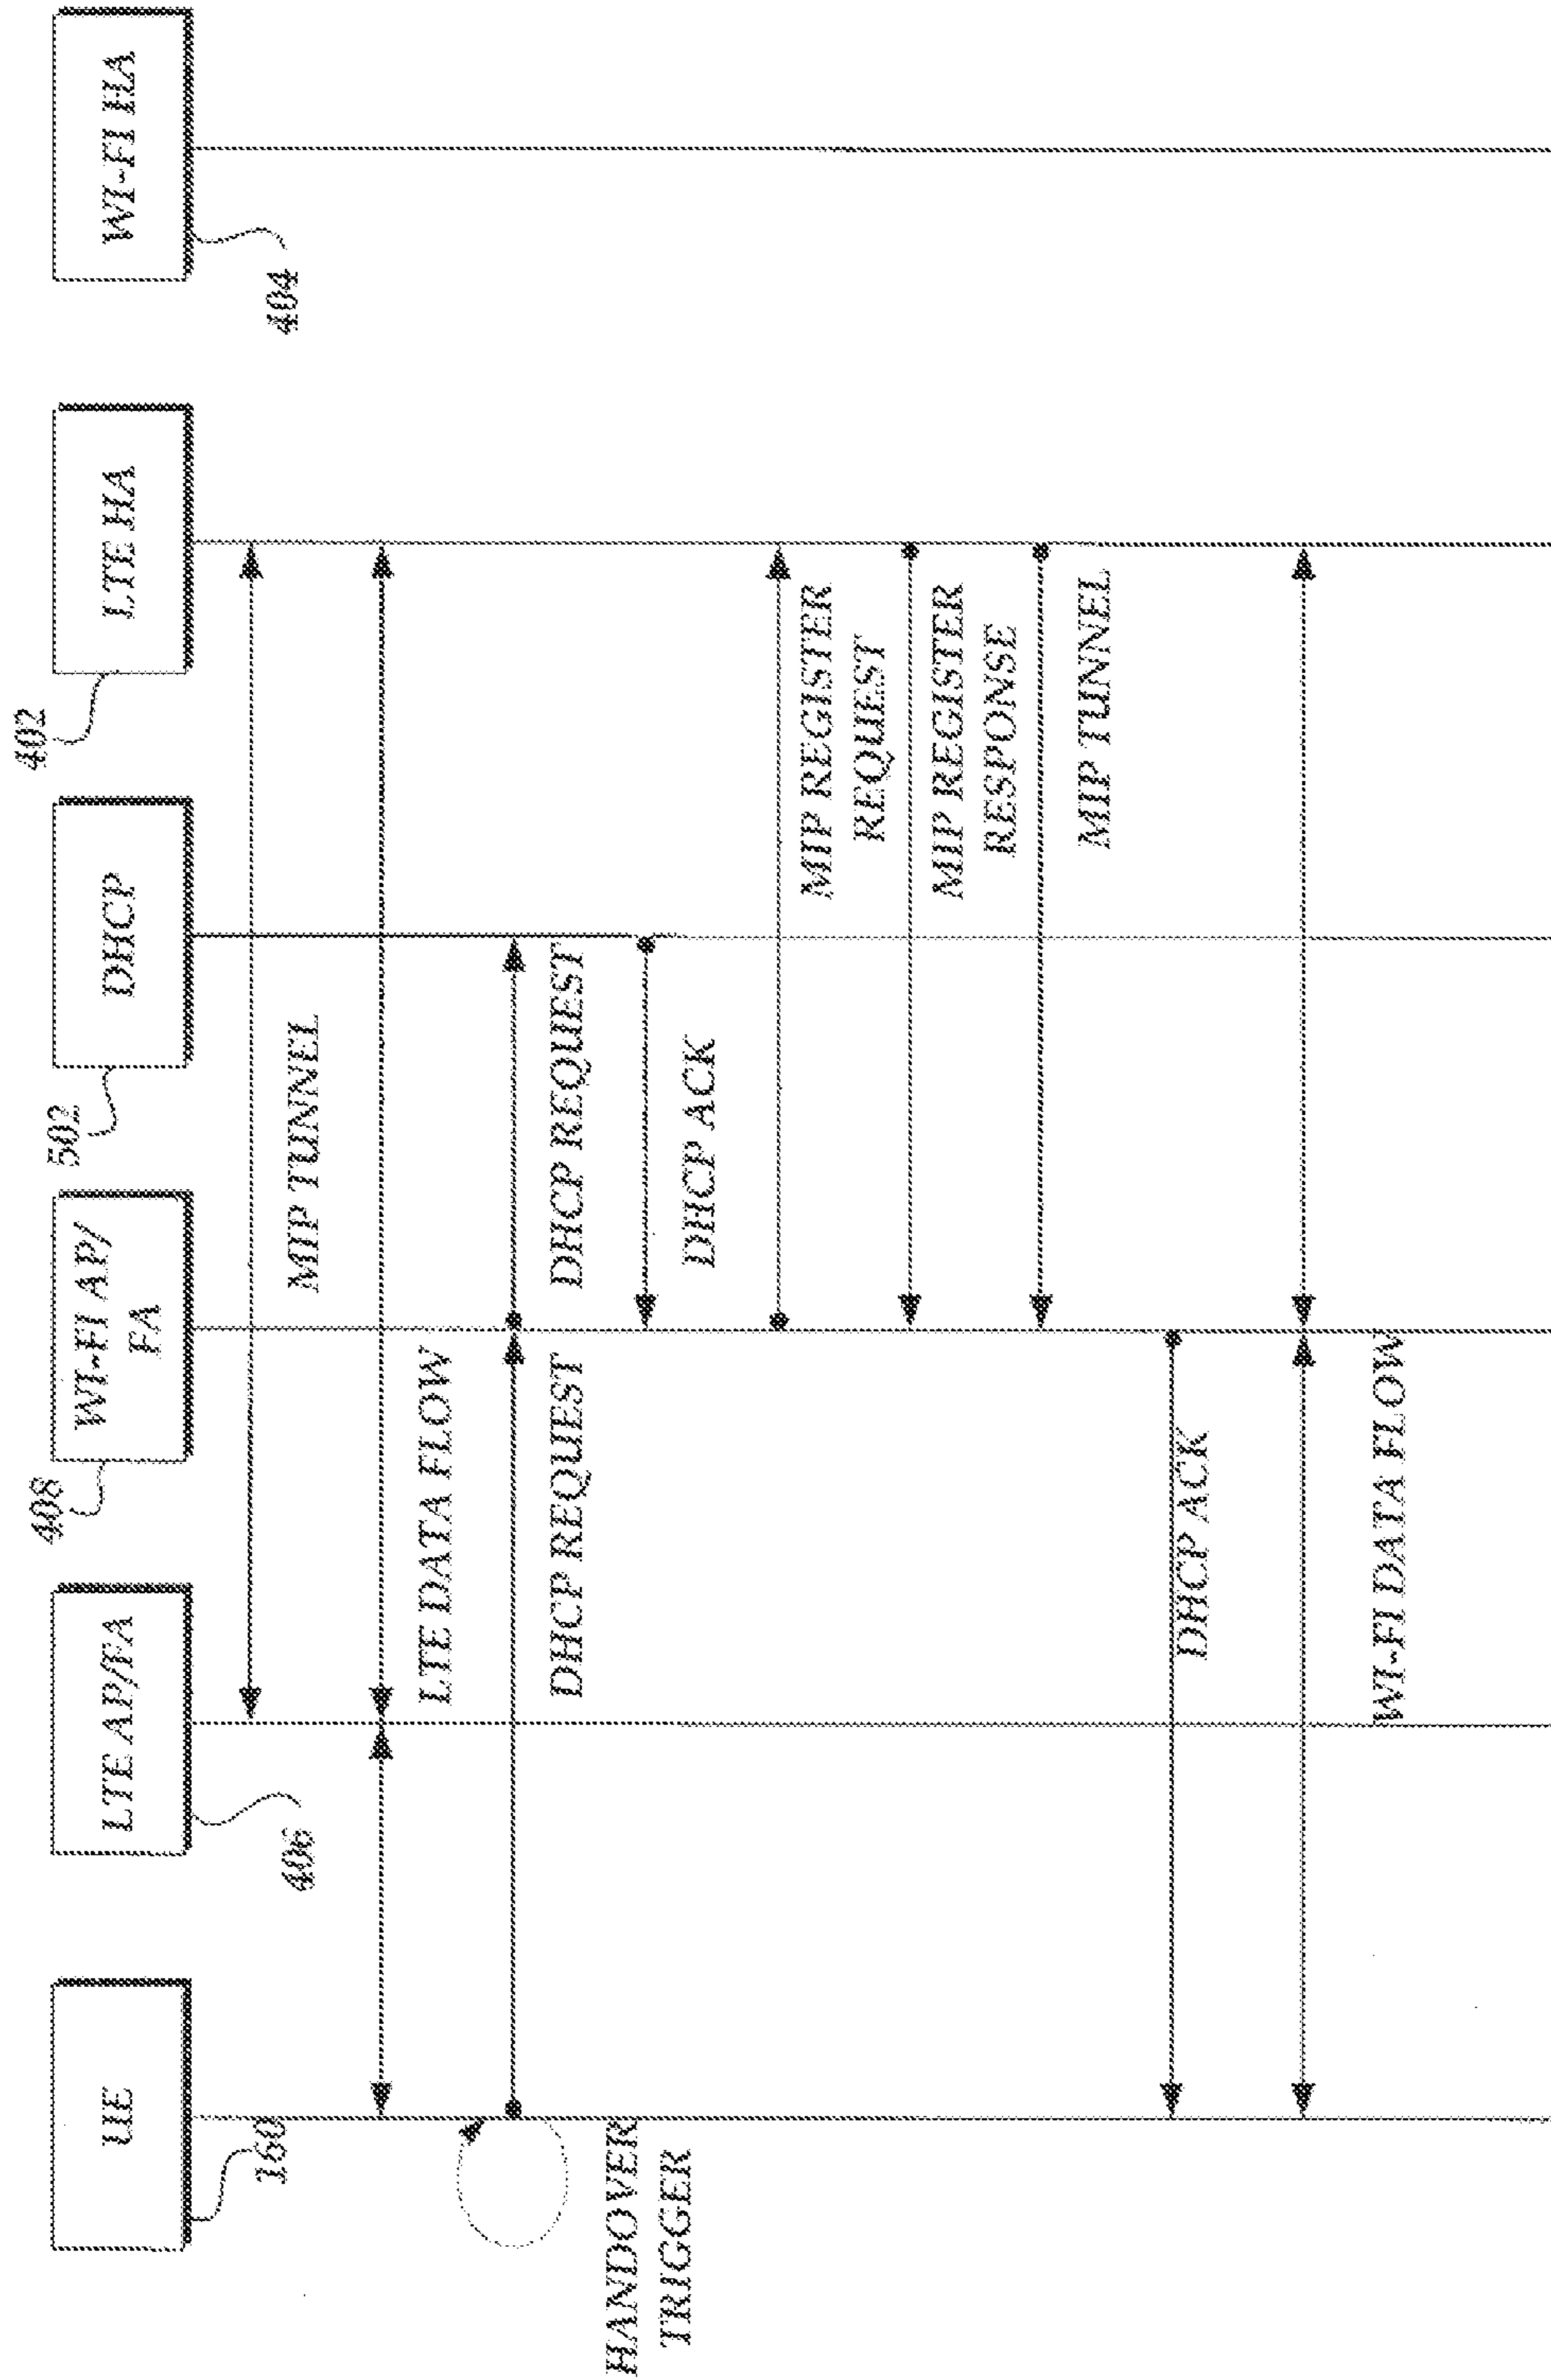 UE
160
LTE AP/FA
406
WI-FI AP/
FA
408
DHCP
502
LTE HA
402
WI-FI HA
404
MIP TUNNEL
LTE DATA FLOW
HANDOVER
TRIGGER
DHCP REQUEST
DHCP REQUEST
DHCP ACK
MIP REGISTER
REQUEST
MIP REGISTER
RESPONSE
MIP TUNNEL
DHCP ACK
WI-FI DATA FLOW